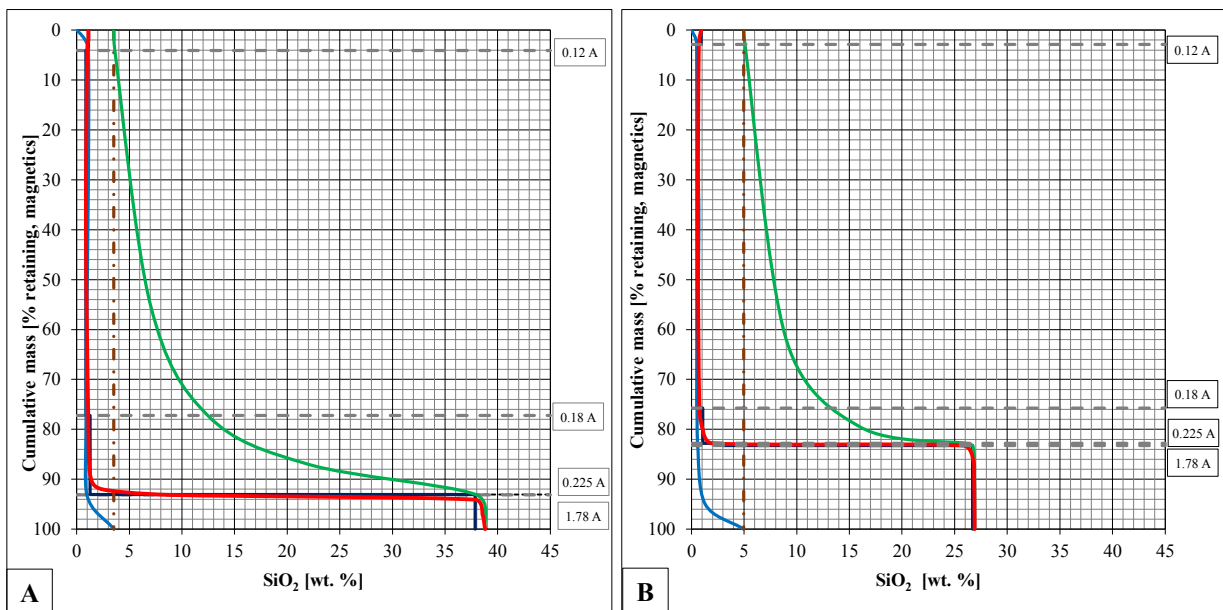 0
10
20
30
40
50
60
70
80
90
100
0 5 10 15 20 25 30 35 40 45
Cumulative mass [% retaining, magnetics]
SiO₂ [wt. %]
0.12 A
0.18 A
0.225 A
1.78 A
A
0
10
20
30
40
50
60
70
80
90
100
0 5 10 15 20 25 30 35 40 45
Cumulative mass [% retaining, magnetics]
SiO₂ [wt. %]
0.12 A
0.18 A
0.225 A
1.78 A
B